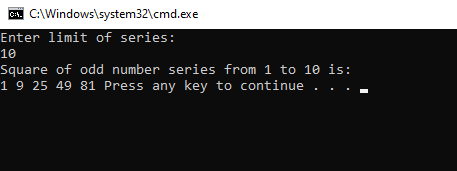 C:\Windows\system32\cmd.exe
Enter limit of series:
10
Square of odd number series from 1 to 10 is:
1 9 25 49 81 Press any key to continue . . .